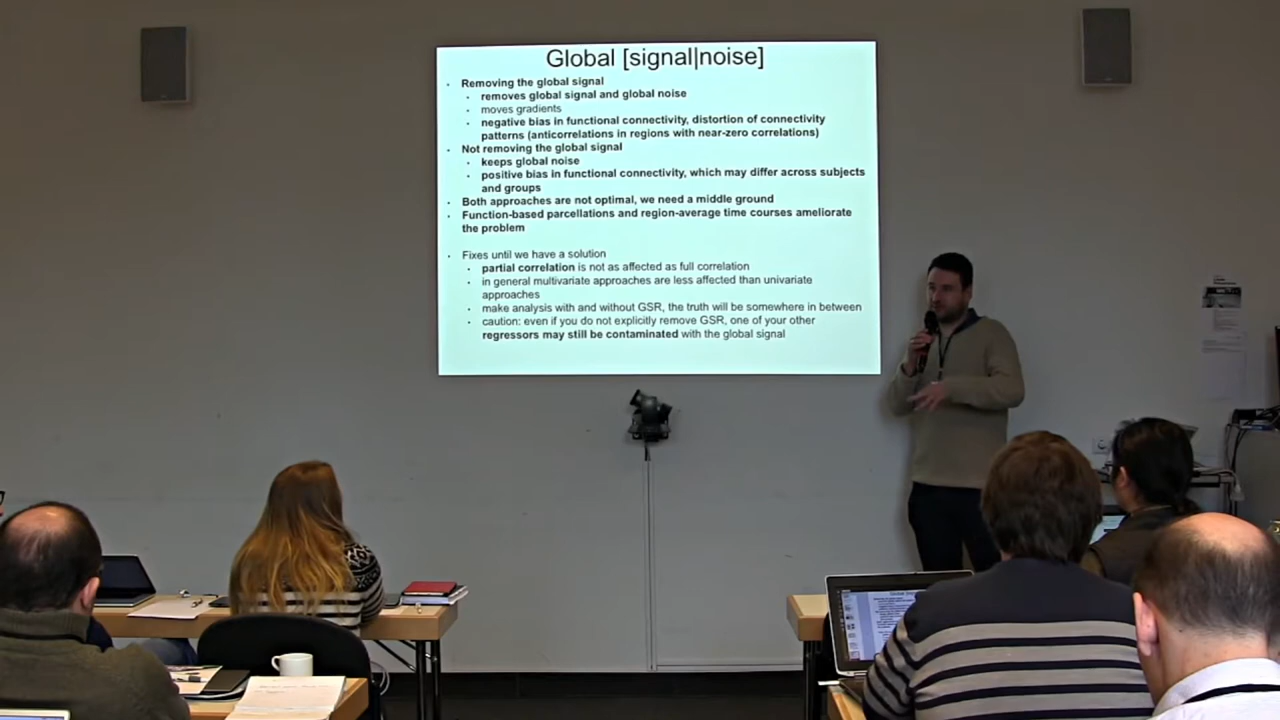 Global [signal|noise]
· Removing the global signal
· removes global signal and global noise
· moves gradients
· negative bias in functional connectivity, distortion of connectivity
patterns (anticorrelations in regions with near-zero correlations)
· Not removing the global signal
· keeps global noise
· positive bias in functional connectivity, which may differ across subjects
and groups
· Both approaches are not optimal, we need a middle ground
· Function-based parcellations and region-average time courses ameliorate
the problem
· Fixes until we have a solution
· partial correlation is not as affected as full correlation
· in general multivariate approaches are less affected than univariate
approaches
· make analysis with and without GSR, the truth will be somewhere in between
· caution: even if you do not explicitly remove GSR, one of your other
regressors may still be contaminated with the global signal